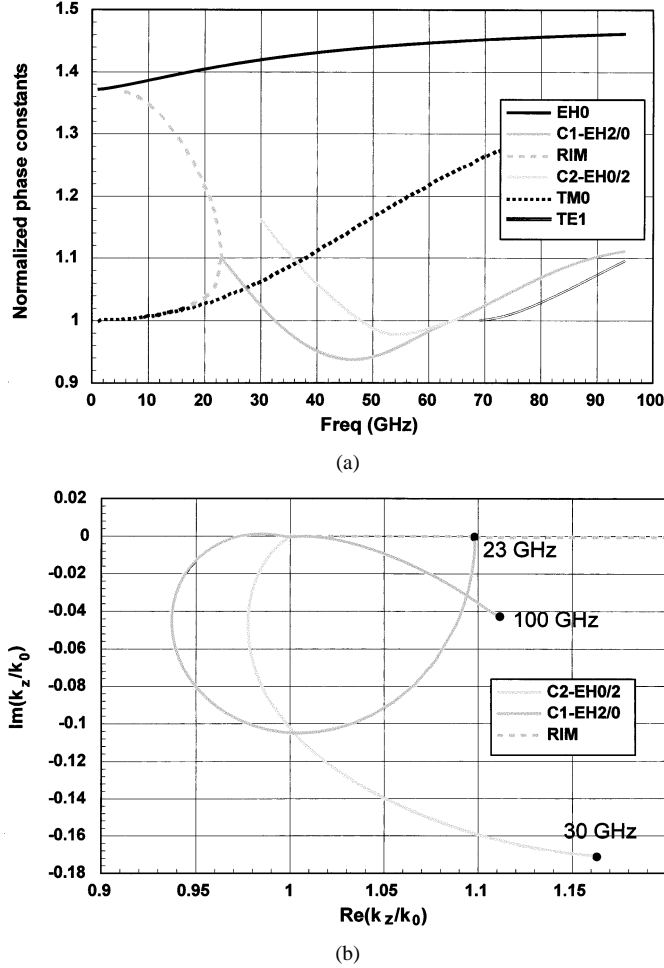 1.5
1.4
1.3
1.2
1.1
1
0.9
Normalized phase constants
EH0
C1-EH2/0
RIM
C2-EH0/2
TM0
TE1
0 10 20 30 40 50 60 70 80 90 100
Freq (GHz)
(a)
0.02
0
-0.02
-0.04
-0.06
-0.08
-0.1
-0.12
-0.14
-0.16
-0.18
Im(kz/k0)
23 GHz
100 GHz
C2-EH0/2
C1-EH2/0
RIM
30 GHz
0.9 0.95 1 1.05 1.1 1.15
Re(kz/k0)
(b)